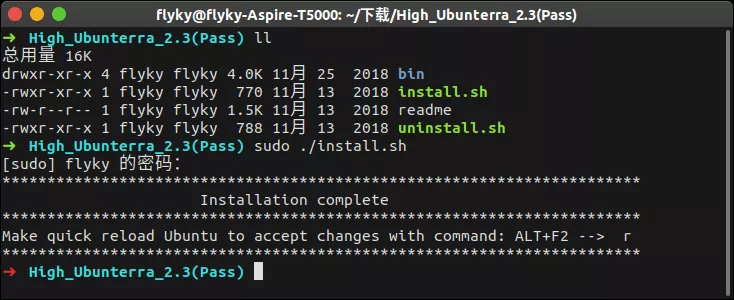 flyky@flyky-Aspire-T5000: ~/下载/High_Ubunterra_2.3(Pass)
➜ High_Ubunterra_2.3(Pass) ll
总用量 16K
drwxr-xr-x 4 flyky flyky 4.0K 11月 25  2018 bin
-rwxr-xr-x 1 flyky flyky  770 11月 13  2018 install.sh
-rw-r--r-- 1 flyky flyky 1.5K 11月 13  2018 readme
-rwxr-xr-x 1 flyky flyky  788 11月 13  2018 uninstall.sh
➜ High_Ubunterra_2.3(Pass) sudo ./install.sh
[sudo] flyky 的密码：
***********************************************************************
                      Installation complete
***********************************************************************
Make quick reload Ubuntu to accept changes with command: ALT+F2 -->  r
***********************************************************************
➜ High_Ubunterra_2.3(Pass)